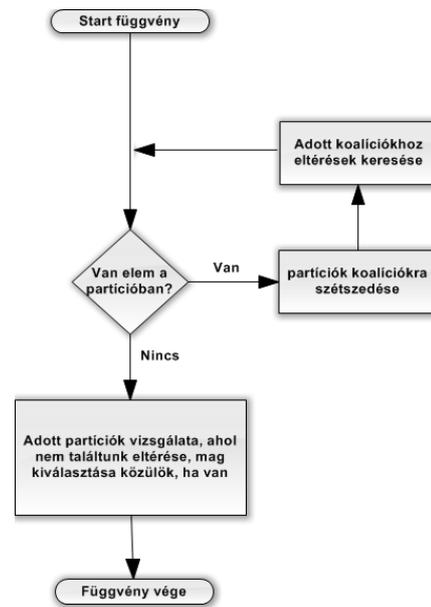 Start függvény
Adott koalíciókhoz
eltérések keresése
Van elem a
partícióban?
Van
partíciók koalíciókra
szétszedése
Nincs
Adott partíciók vizsgálata, ahol
nem találtunk eltérése, mag
kiválasztása közülök, ha van
Függvény vége